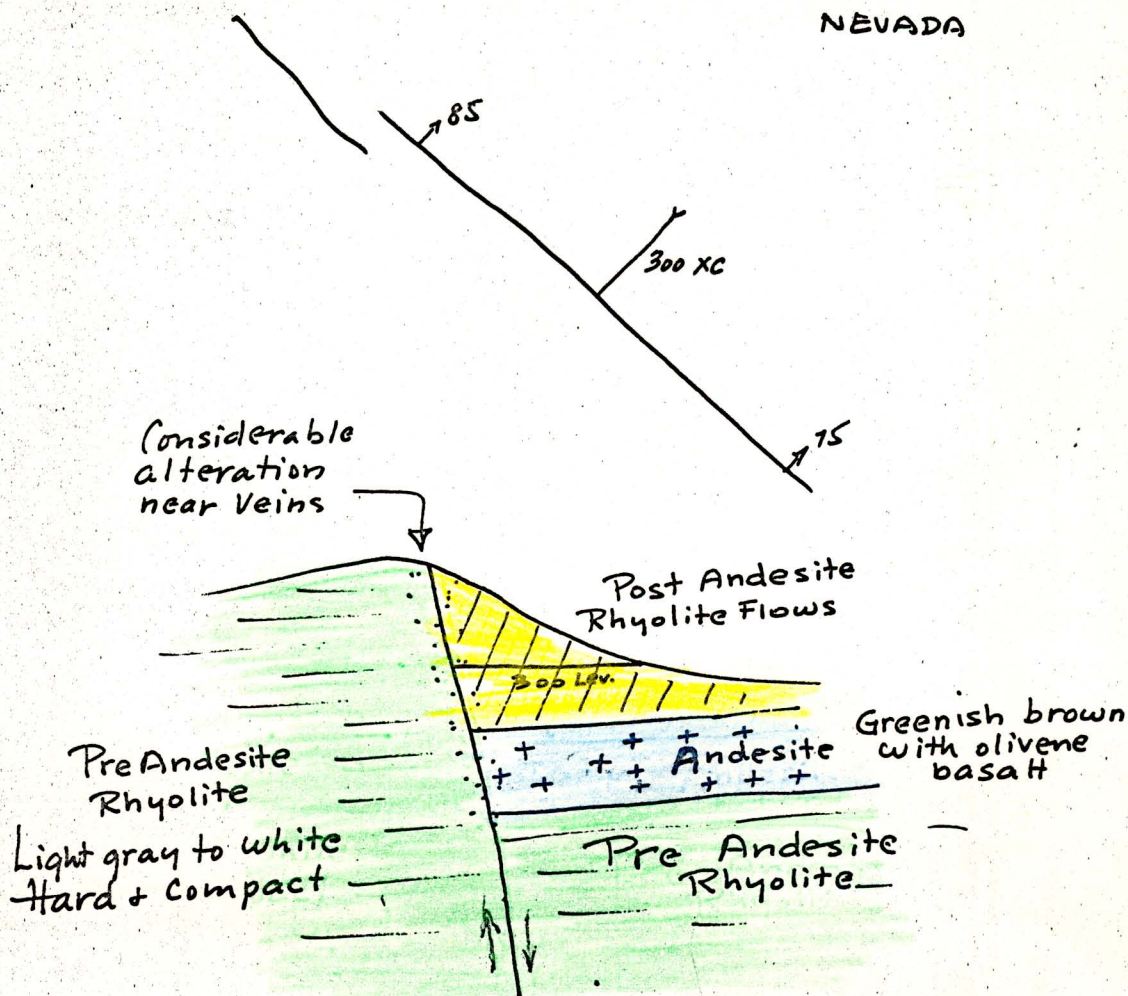 NEVADA
85
300 XC
75
Considerable
alteration
near Veins
Post Andesite
Rhyolite Flows
300 Lev.
Andesite
Greenish brown
with olivene
basalt
Pre Andesite
Rhyolite
Light gray to white
Hard & Compact
Pre Andesite
Rhyolite